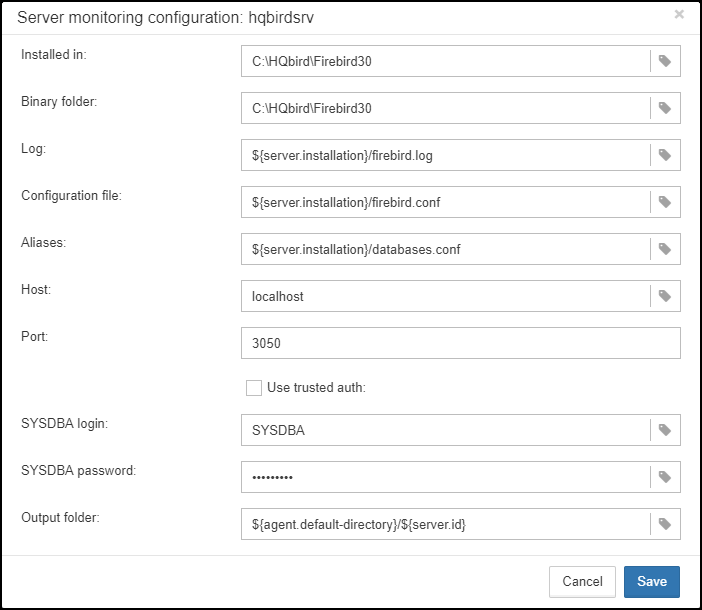 Server monitoring configuration: hqbirdsrv ×
Installed in: C:\HQbird\Firebird30
Binary folder: C:\HQbird\Firebird30
Log: ${server.installation}/firebird.log
Configuration file: ${server.installation}/firebird.conf
Aliases: ${server.installation}/databases.conf
Host: localhost
Port: 3050
Use trusted auth:
SYSDBA login: SYSDBA
SYSDBA password: •••••••••
Output folder: ${agent.default-directory}/${server.id}
Cancel Save